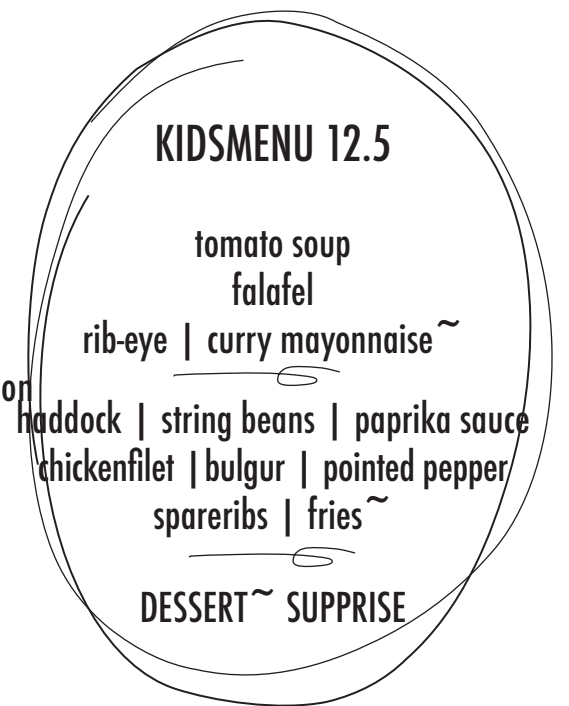 KIDSMENU 12.5
tomato soup
falafel
rib-eye | curry mayonnaise~
on
haddock | string beans | paprika sauce
chickenfilet | bulgur | pointed pepper
spareribs | fries~
DESSERT~ SUPPRISE